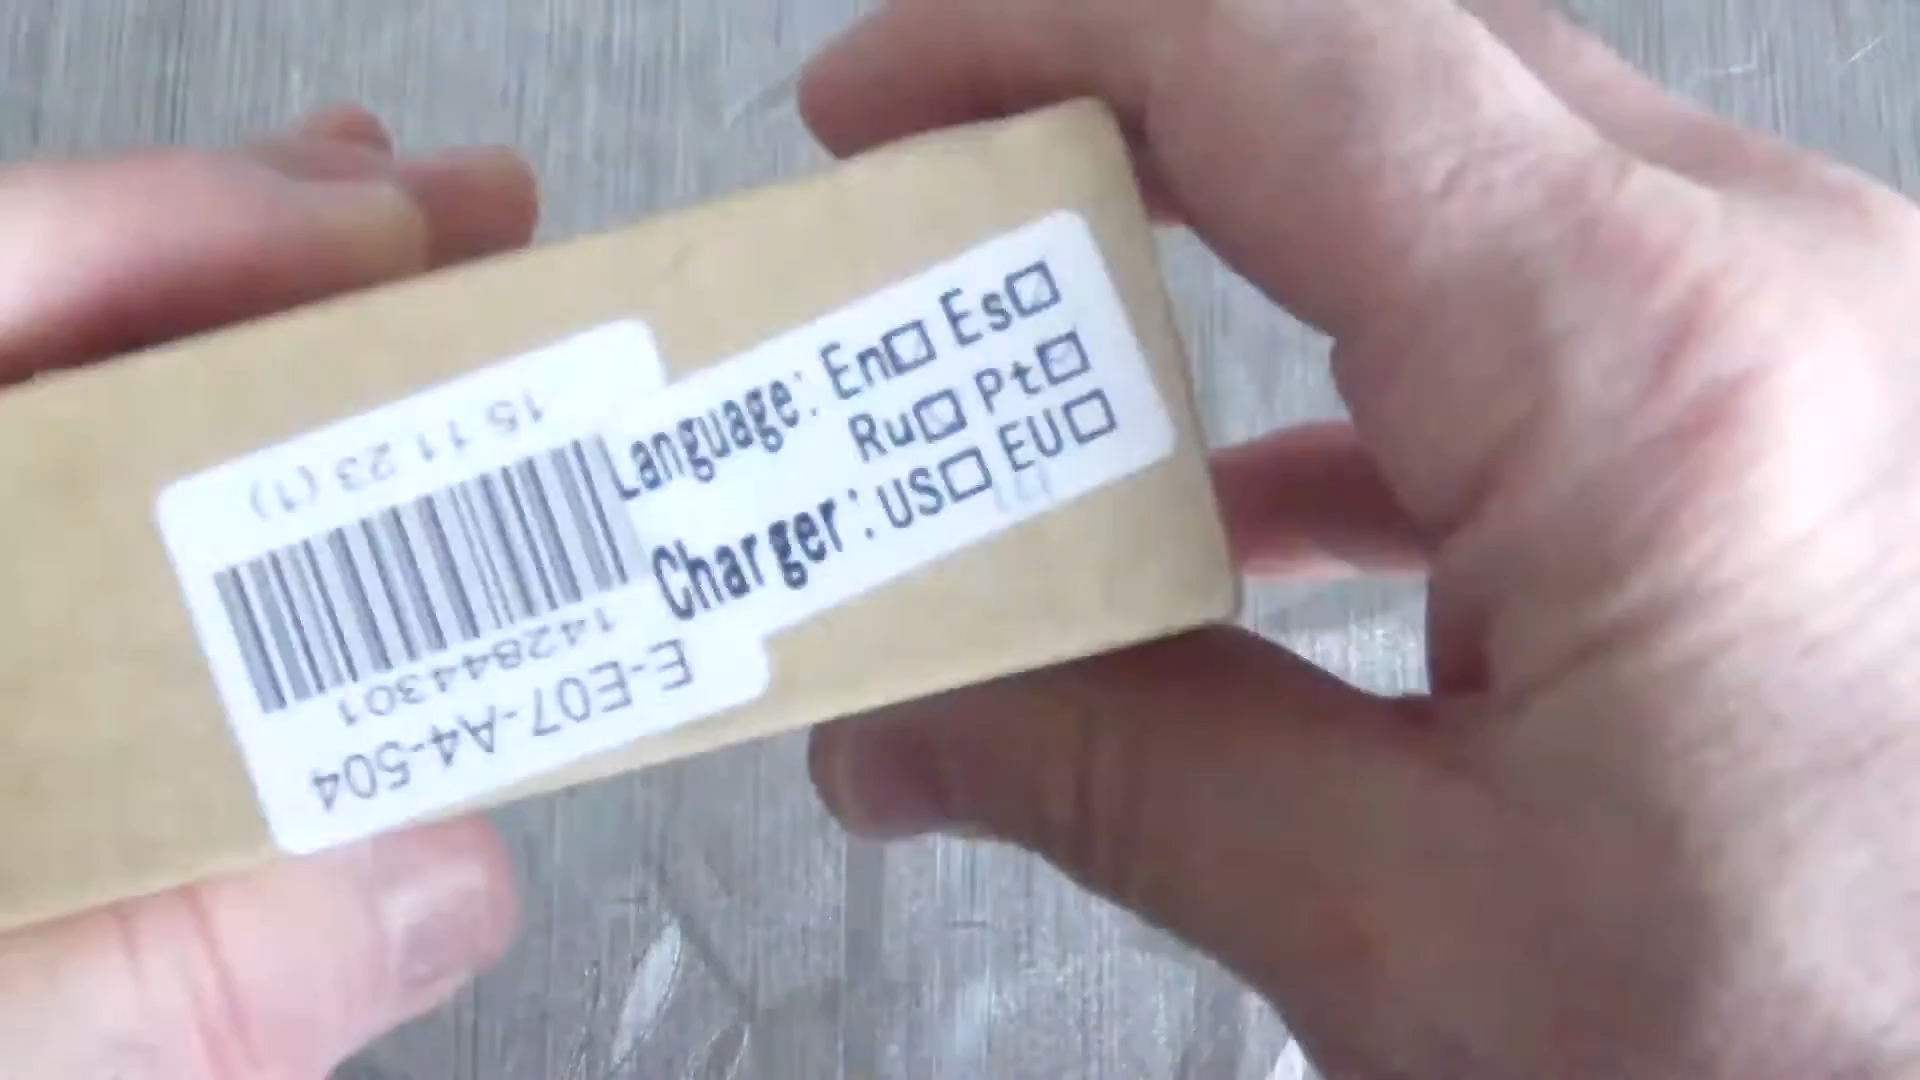 Language: En☐ Es☐
Ru☐ Pt☐
Charger: US☐ EU☐
E-E07-A4-504
142844301
15 11 23 (1)